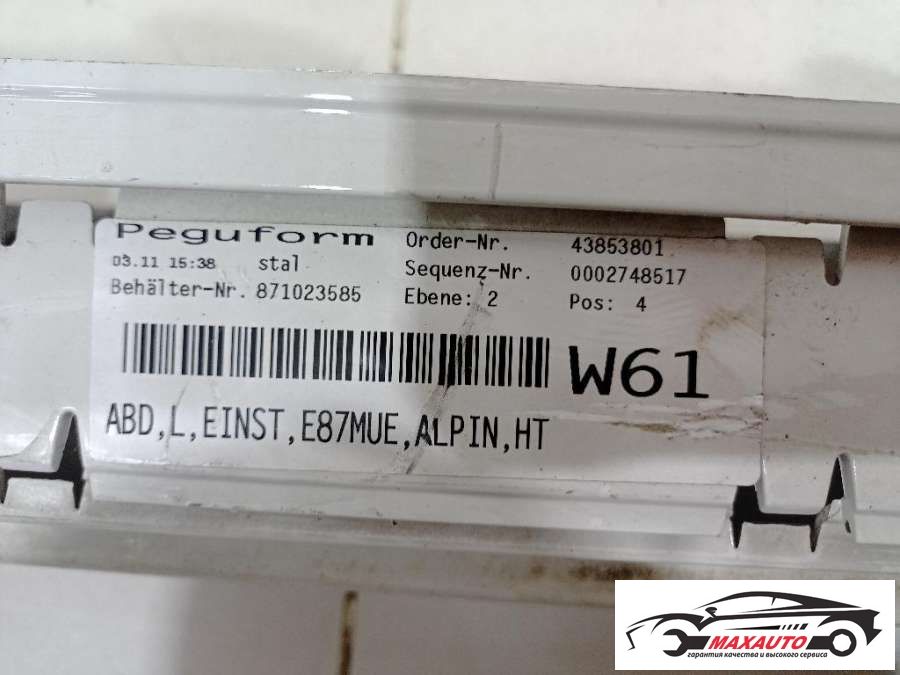 Peguform
03.11 15:38 stal
Behälter-Nr. 871023585
Order-Nr. 43853801
Sequenz-Nr. 0002748517
Ebene: 2 Pos: 4
W61
ABD,L,EINST,E87MUE,ALPIN,HT
MAXAUTO
гарантия качества и высокого сервиса